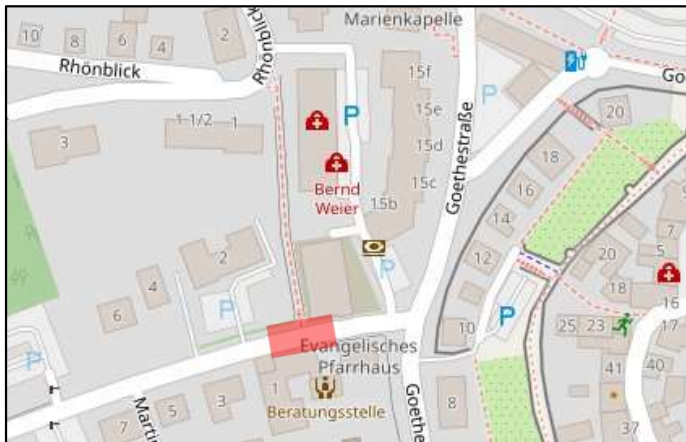 Marienkapelle
10
8
6
4
2
Rhönblick
Rhönblick
15f
15e
15d
15c
15b
P
P
Go
20
18
16
14
12
10
3
1 1/2
1
Bernd
Weier
Goethestraße
2
4
6
P
P
P
P
7
5
20
18
16
17
25
23
Evangelisches
Pfarrhaus
1
3
5
7
Beratungsstelle
Martin
Goethe
8
41
40
37